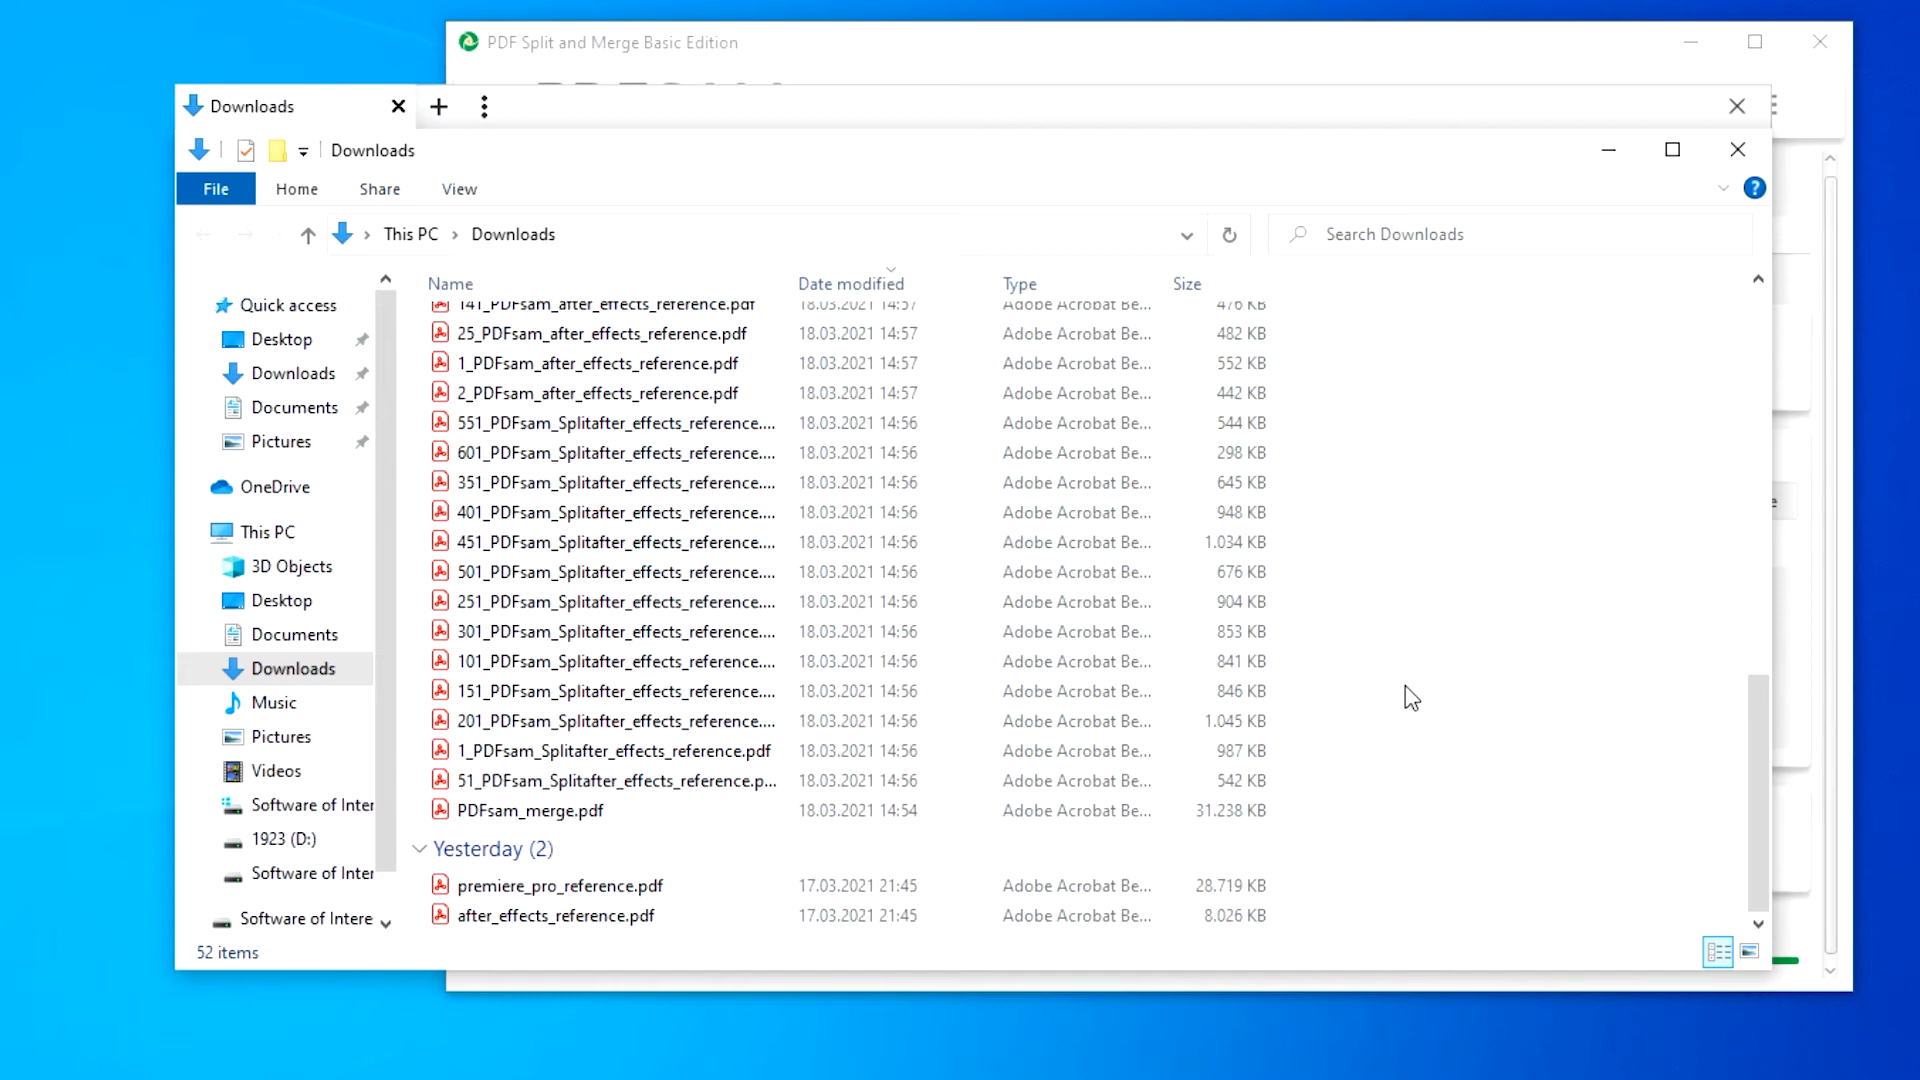 PDF Split and Merge Basic Edition
Downloads
Downloads
File Home Share View
This PC Downloads
Search Downloads
Name Date modified Type Size
141_PDFsam_after_effects_reference.pdf 18.03.2021 14:57 Adobe Acrobat Be... 476 KB
25_PDFsam_after_effects_reference.pdf 18.03.2021 14:57 Adobe Acrobat Be... 482 KB
1_PDFsam_after_effects_reference.pdf 18.03.2021 14:57 Adobe Acrobat Be... 552 KB
2_PDFsam_after_effects_reference.pdf 18.03.2021 14:57 Adobe Acrobat Be... 442 KB
551_PDFsam_Splitafter_effects_reference.... 18.03.2021 14:56 Adobe Acrobat Be... 544 KB
601_PDFsam_Splitafter_effects_reference.... 18.03.2021 14:56 Adobe Acrobat Be... 298 KB
351_PDFsam_Splitafter_effects_reference.... 18.03.2021 14:56 Adobe Acrobat Be... 645 KB
401_PDFsam_Splitafter_effects_reference.... 18.03.2021 14:56 Adobe Acrobat Be... 948 KB
451_PDFsam_Splitafter_effects_reference.... 18.03.2021 14:56 Adobe Acrobat Be... 1.034 KB
501_PDFsam_Splitafter_effects_reference.... 18.03.2021 14:56 Adobe Acrobat Be... 676 KB
251_PDFsam_Splitafter_effects_reference.... 18.03.2021 14:56 Adobe Acrobat Be... 904 KB
301_PDFsam_Splitafter_effects_reference.... 18.03.2021 14:56 Adobe Acrobat Be... 853 KB
101_PDFsam_Splitafter_effects_reference.... 18.03.2021 14:56 Adobe Acrobat Be... 841 KB
151_PDFsam_Splitafter_effects_reference.... 18.03.2021 14:56 Adobe Acrobat Be... 846 KB
201_PDFsam_Splitafter_effects_reference.... 18.03.2021 14:56 Adobe Acrobat Be... 1.045 KB
1_PDFsam_Splitafter_effects_reference.pdf 18.03.2021 14:56 Adobe Acrobat Be... 987 KB
51_PDFsam_Splitafter_effects_reference.p... 18.03.2021 14:56 Adobe Acrobat Be... 542 KB
PDFsam_merge.pdf 18.03.2021 14:54 Adobe Acrobat Be... 31.238 KB
Yesterday (2)
premiere_pro_reference.pdf 17.03.2021 21:45 Adobe Acrobat Be... 28.719 KB
after_effects_reference.pdf 17.03.2021 21:45 Adobe Acrobat Be... 8.026 KB
Quick access
Desktop
Downloads
Documents
Pictures
OneDrive
This PC
3D Objects
Desktop
Documents
Downloads
Music
Pictures
Videos
Software of Inter
1923 (D:)
Software of Inter
Software of Intere
52 items